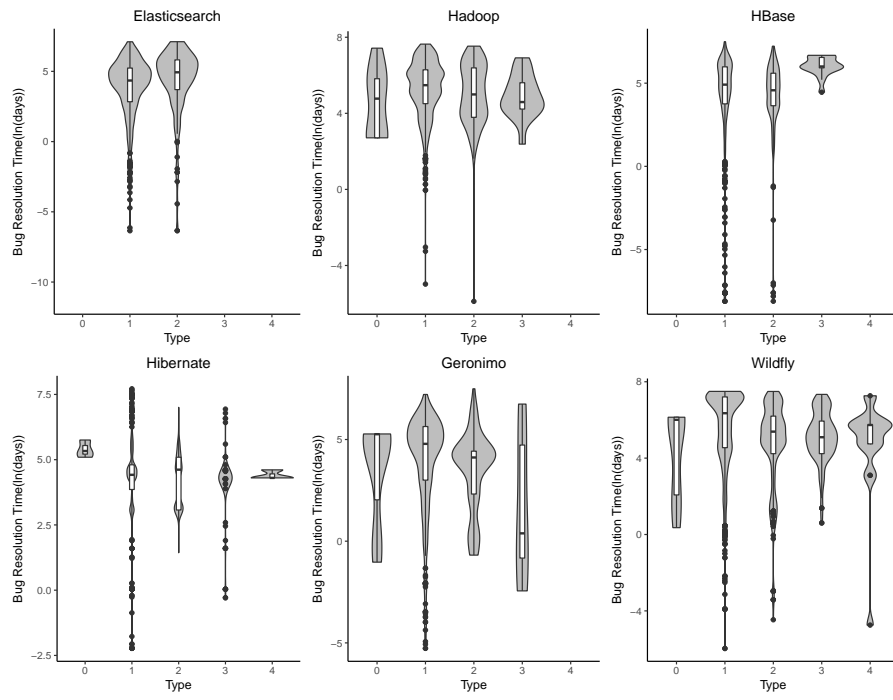 Elasticsearch
Bug Resolution Time(ln(days))
5
0
−5
−10
0 1 2 3 4
Type
Hadoop
Bug Resolution Time(ln(days))
8
4
0
−4
0 1 2 3 4
Type
HBase
Bug Resolution Time(ln(days))
5
0
−5
0 1 2 3 4
Type
Hibernate
Bug Resolution Time(ln(days))
7.5
5.0
2.5
0.0
−2.5
0 1 2 3 4
Type
Geronimo
Bug Resolution Time(ln(days))
5
0
−5
0 1 2 3 4
Type
Wildfly
Bug Resolution Time(ln(days))
8
4
0
−4
0 1 2 3 4
Type